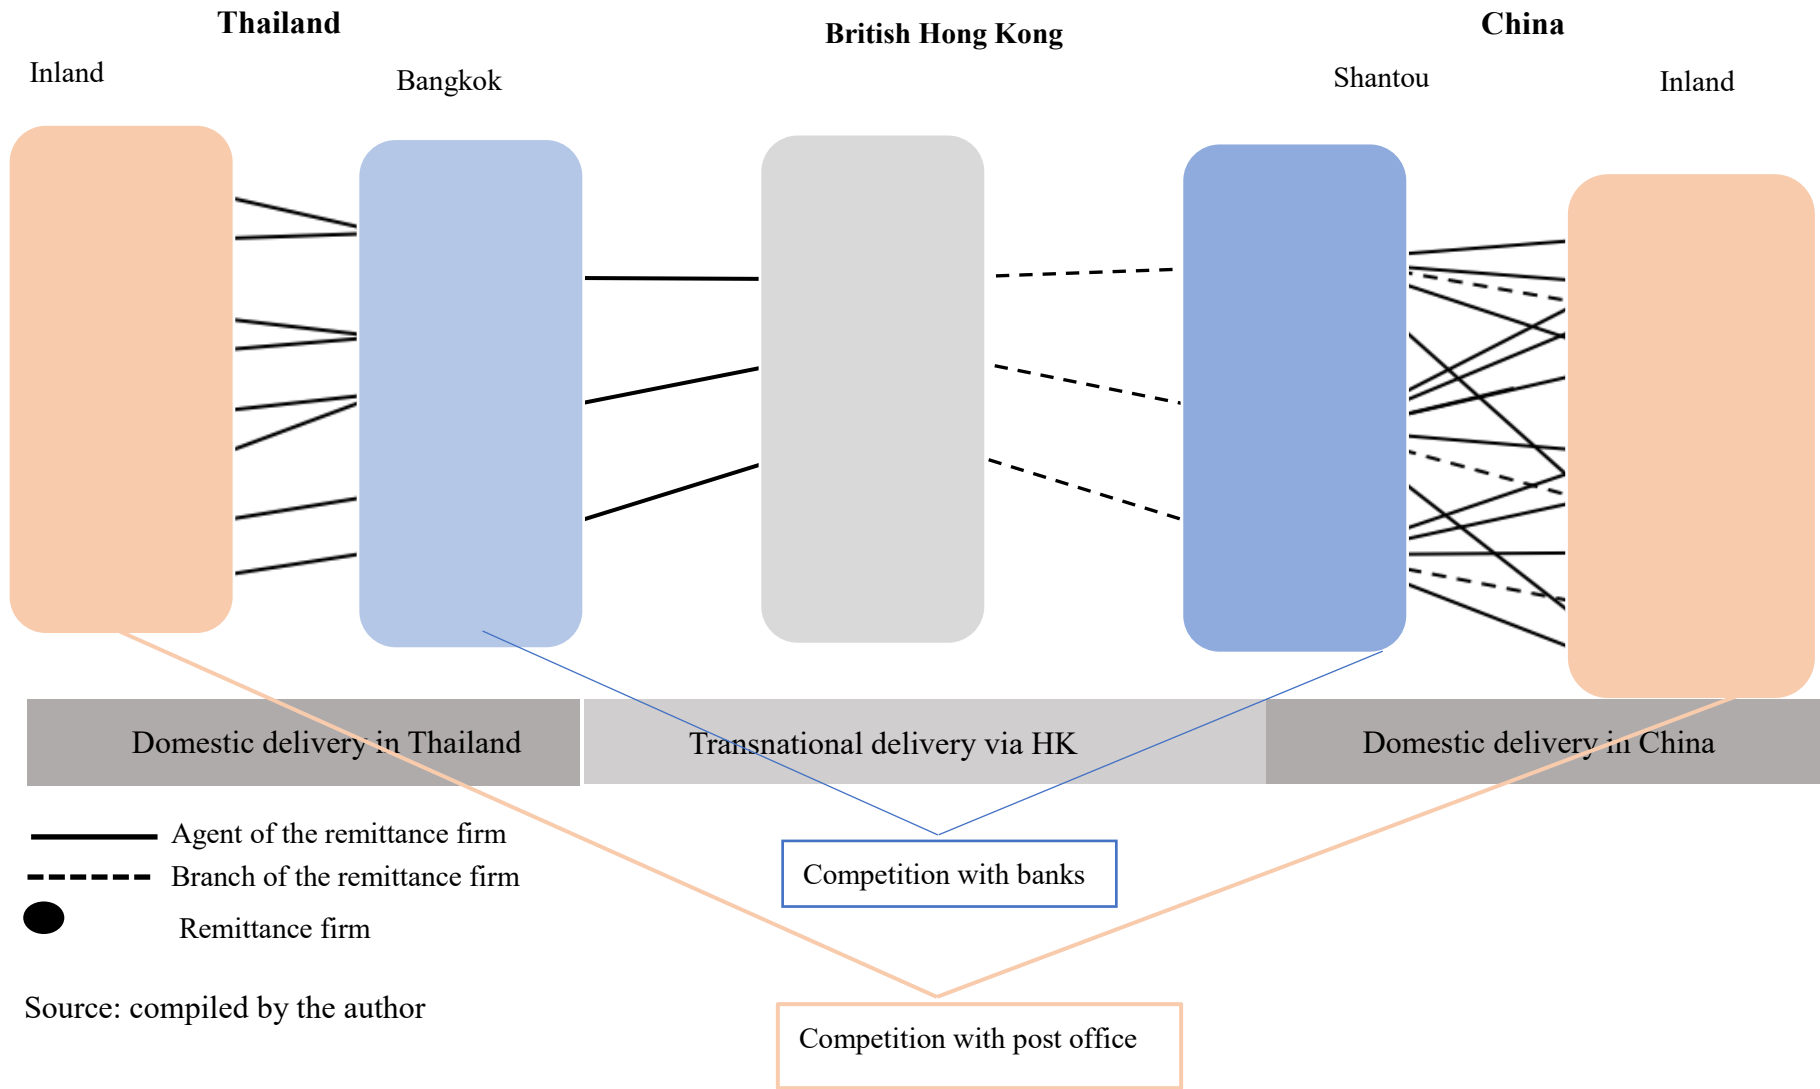 Thailand
British Hong Kong
China
Inland
Bangkok
Shantou
Inland
Domestic delivery in Thailand
Transnational delivery via HK
Domestic delivery in China
Agent of the remittance firm
Branch of the remittance firm
Remittance firm
Competition with banks
Source: compiled by the author
Competition with post office